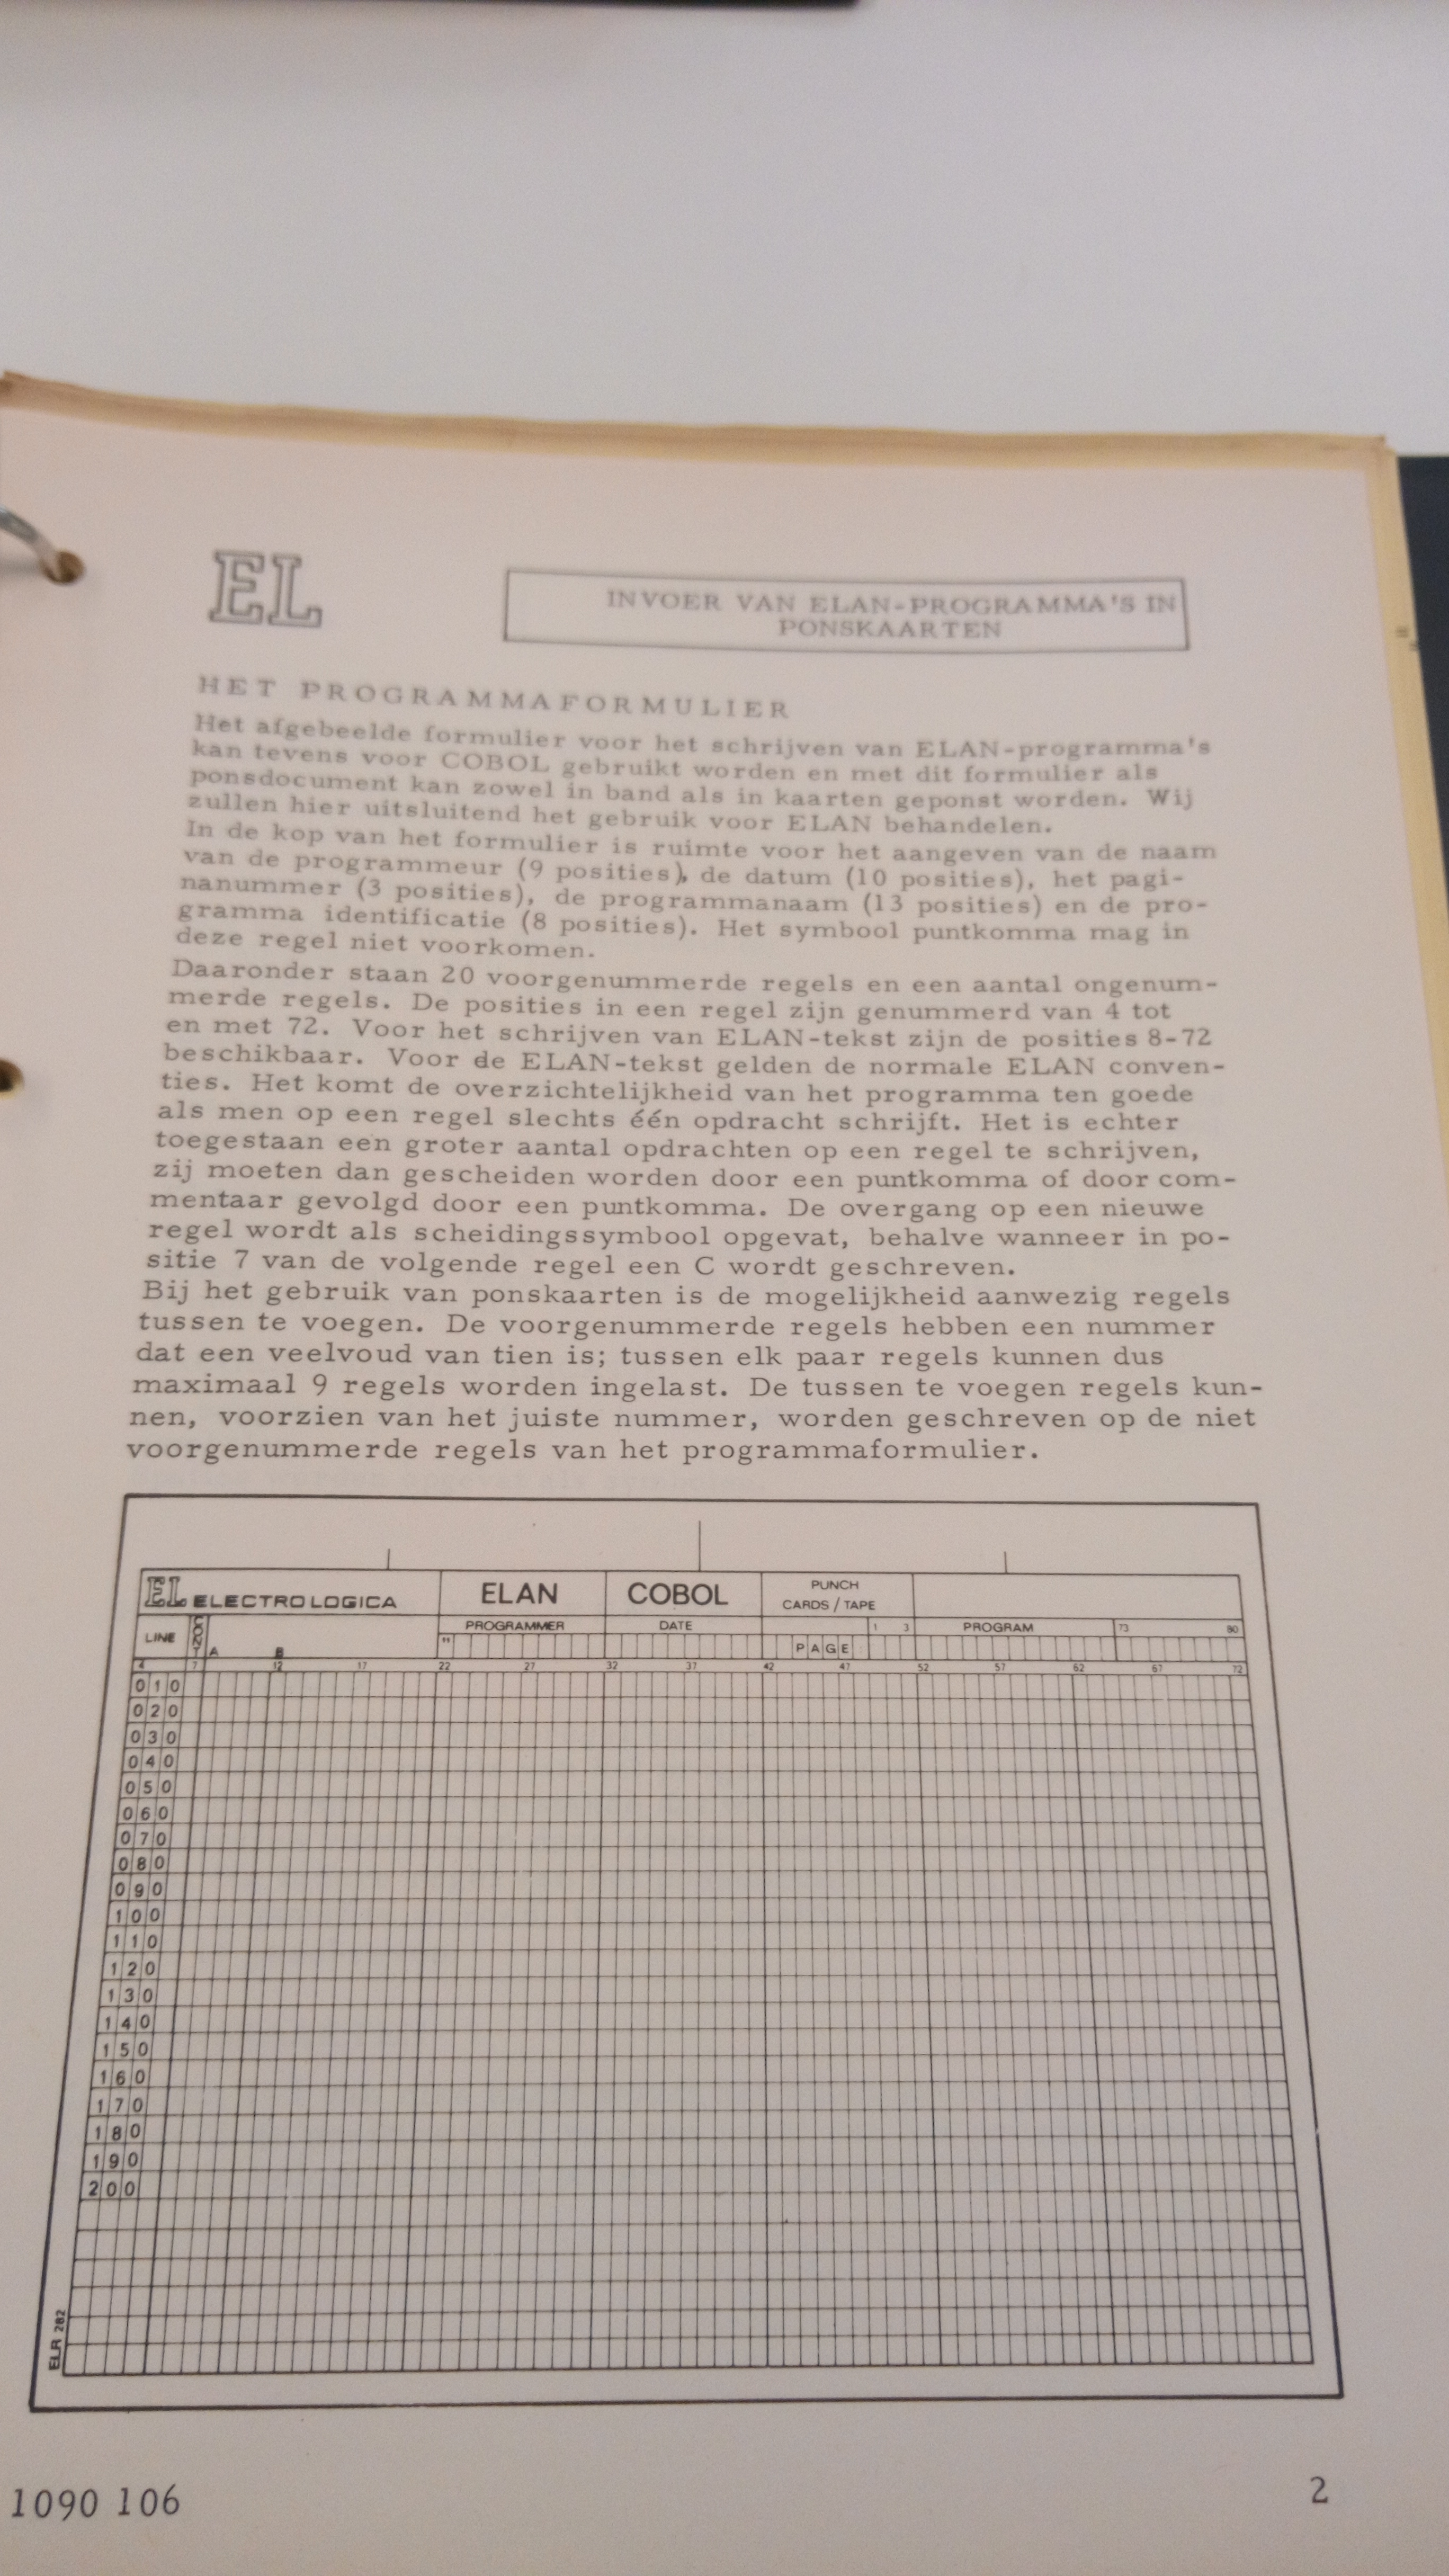 EL
INVOER VAN ELAN-PROGRAMMA'S IN
PONSKAARTEN
HET PROGRAMMAFORMULIER
Het afgebeelde formulier voor het schrijven van ELAN-programma's
kan tevens voor COBOL gebruikt worden en met dit formulier als
ponsdocument kan zowel in band als in kaarten geponst worden. Wij
zullen hier uitsluitend het gebruik voor ELAN behandelen.
In de kop van het formulier is ruimte voor het aangeven van de naam
van de programmeur (9 posities), de datum (10 posities), het pagi-
nanummer (3 posities), de programmanaam (13 posities) en de pro-
gramma identificatie (8 posities). Het symbool puntkomma mag in
deze regel niet voorkomen.
Daaronder staan 20 voorgenummerde regels en een aantal ongenum-
merde regels. De posities in een regel zijn genummerd van 4 tot
en met 72. Voor het schrijven van ELAN-tekst zijn de posities 8-72
beschikbaar. Voor de ELAN-tekst gelden de normale ELAN conven-
ties. Het komt de overzichtelijkheid van het programma ten goede
als men op een regel slechts één opdracht schrijft. Het is echter
toegestaan een groter aantal opdrachten op een regel te schrijven,
zij moeten dan gescheiden worden door een puntkomma of door com-
mentaar gevolgd door een puntkomma. De overgang op een nieuwe
regel wordt als scheidingssymbool opgevat, behalve wanneer in po-
sitie 7 van de volgende regel een C wordt geschreven.
Bij het gebruik van ponskaarten is de mogelijkheid aanwezig regels
tussen te voegen. De voorgenummerde regels hebben een nummer
dat een veelvoud van tien is; tussen elk paar regels kunnen dus
maximaal 9 regels worden ingelast. De tussen te voegen regels kun-
nen, voorzien van het juiste nummer, worden geschreven op de niet
voorgenummerde regels van het programmaformulier.
EL ELECTROLOGICA ELAN COBOL PUNCH
CARDS / TAPE
PROGRAMMER DATE 1 3 PROGRAM 73 80
LINE CONT A B " PAGE
4 7 12 17 22 27 32 37 42 47 52 57 62 67 72
010
020
030
040
050
060
070
080
090
100
110
120
130
140
150
160
170
180
190
200
ELR 282
1090 106 2